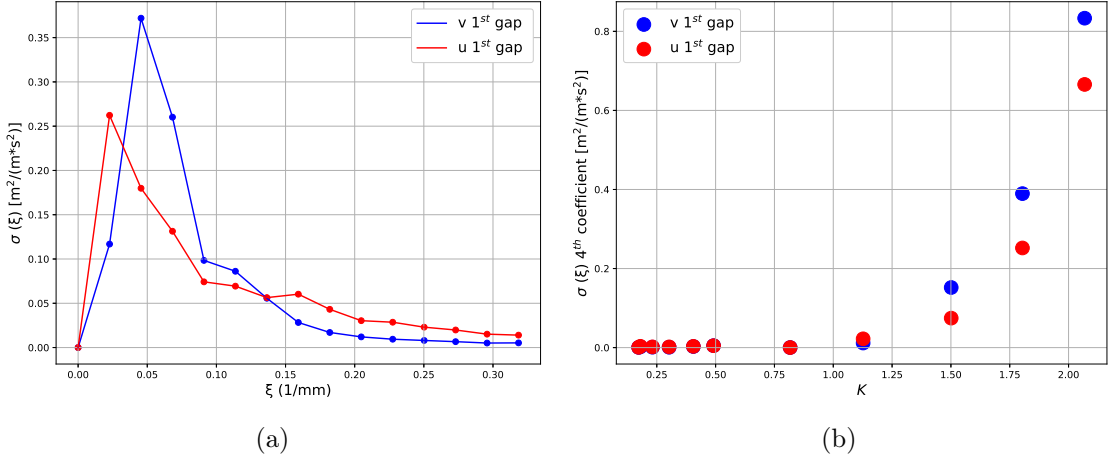 v 1st gap
u 1st gap
σ (ξ) [m2/(m*s2)]
0.35
0.30
0.25
0.20
0.15
0.10
0.05
0.00
0.00 0.05 0.10 0.15 0.20 0.25 0.30
ξ (1/mm)
(a)
v 1st gap
u 1st gap
σ (ξ) 4th coefficient [m2/(m*s2)]
0.8
0.6
0.4
0.2
0.0
0.25 0.50 0.75 1.00 1.25 1.50 1.75 2.00
K
(b)